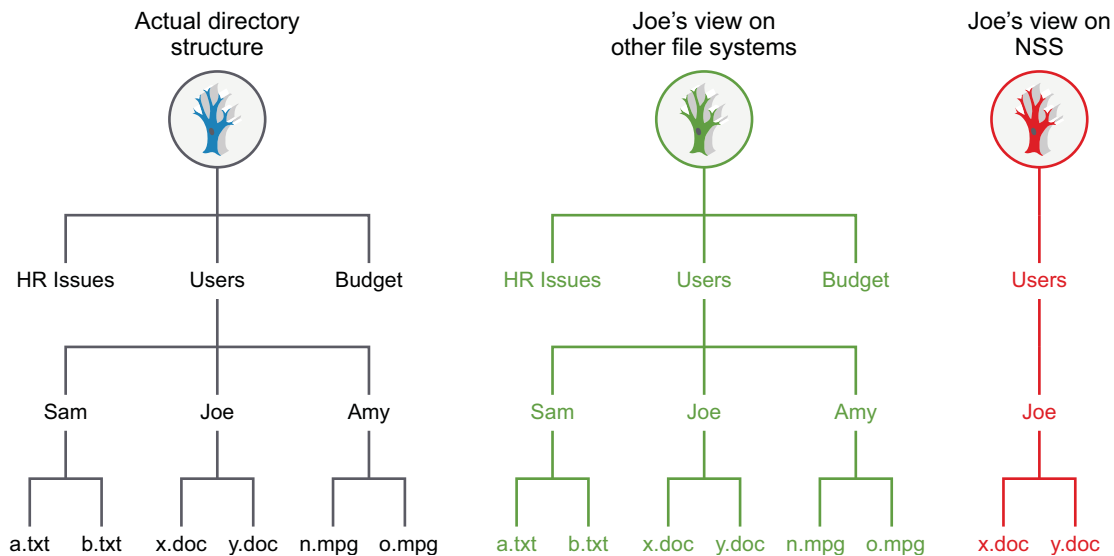 Actual directory
structure
Joe's view on
other file systems
Joe's view on
NSS
HR Issues
Users
Budget
HR Issues
Users
Budget
Users
Sam
Joe
Amy
Sam
Joe
Amy
Joe
a.txt
b.txt
x.doc
y.doc
n.mpg
o.mpg
a.txt
b.txt
x.doc
y.doc
n.mpg
o.mpg
x.doc
y.doc